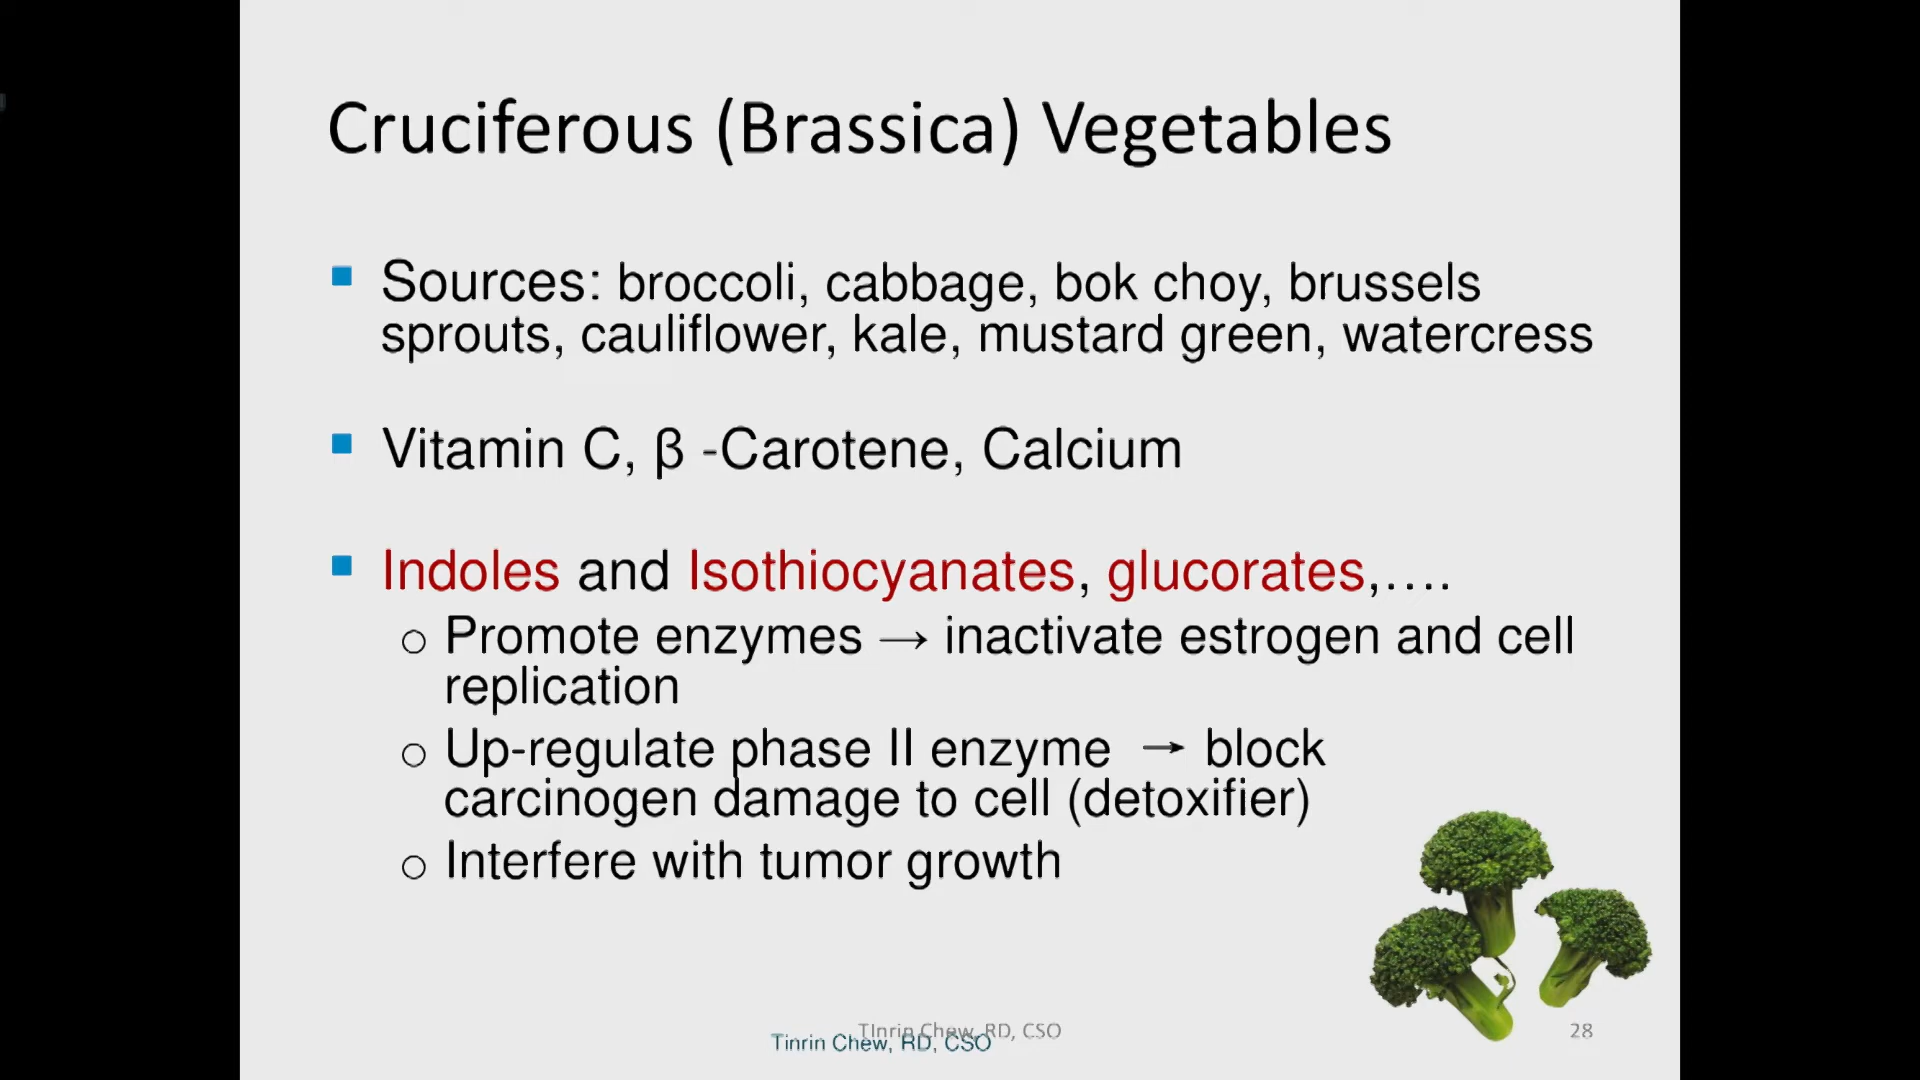 Cruciferous (Brassica) Vegetables
▪ Sources: broccoli, cabbage, bok choy, brussels
sprouts, cauliflower, kale, mustard green, watercress
▪ Vitamin C, β -Carotene, Calcium
▪ Indoles and Isothiocyanates, glucorates,....
o Promote enzymes → inactivate estrogen and cell
replication
o Up-regulate phase II enzyme → block
carcinogen damage to cell (detoxifier)
o Interfere with tumor growth
TInrin Chew, RD, CSO
Tinrin Chew, RD, CSO
28